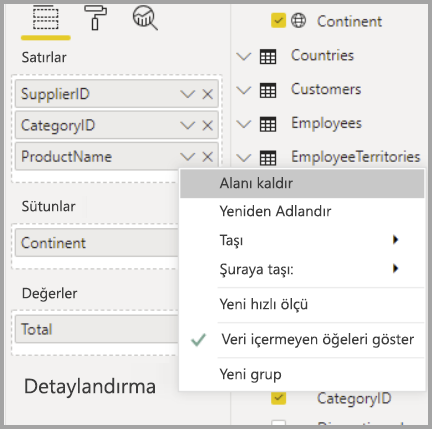 Satırlar
SupplierID
CategoryID
ProductName
Sütunlar
Continent
Değerler
Total
Detaylandırma
Continent
Countries
Customers
Employees
EmployeeTerritories
Alanı kaldır
Yeniden Adlandır
Taşı
Şuraya taşı:
Yeni hızlı ölçü
Veri içermeyen öğeleri göster
Yeni grup
CategoryID